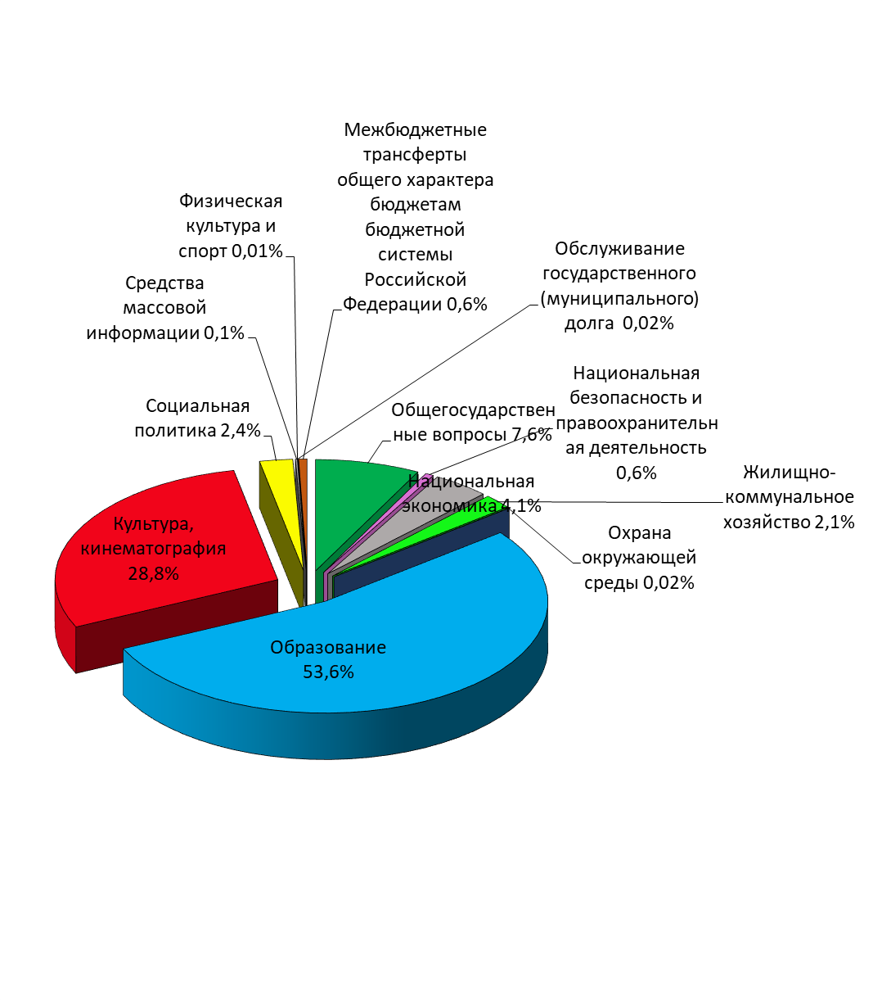 Межбюджетные
трансферты
общего характера
бюджетам
бюджетной
системы
Российской
Федерации 0,6%
Физическая
культура и
спорт 0,01%
Средства
массовой
информации 0,1%
Обслуживание
государственного
(муниципального)
долга  0,02%
Социальная
политика 2,4%
Общегосударствен
ные вопросы 7,6%
Национальная
безопасность и
правоохранительн
ая деятельность
0,6%
Национальная
экономика 4,1%
Жилищно-
коммунальное
хозяйство 2,1%
Охрана
окружающей
среды 0,02%
Культура,
кинематография
28,8%
Образование
53,6%